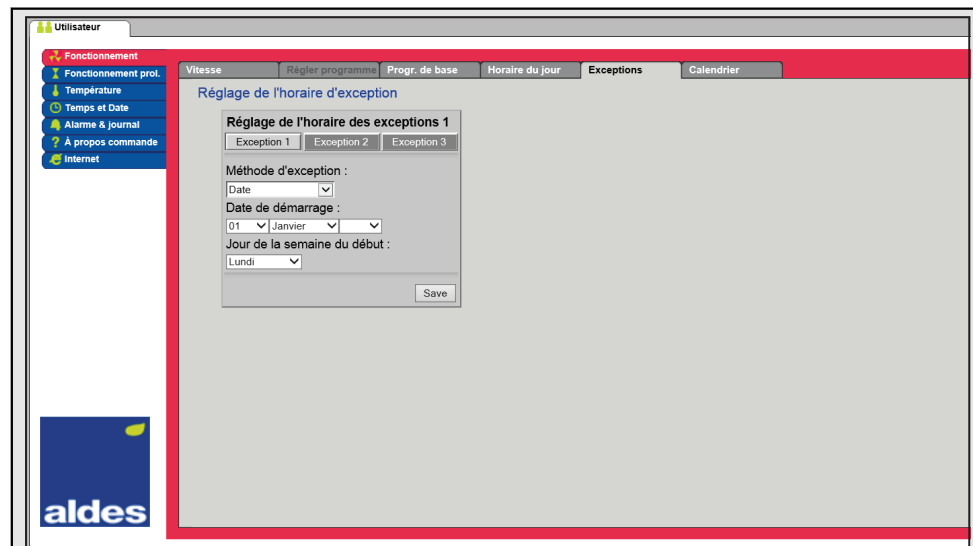 Utilisateur
Fonctionnement
Fonctionnement prol.
Température
Temps et Date
Alarme & journal
À propos commande
Internet
Vitesse Régler programme Progr. de base Horaire du jour Exceptions Calendrier
Réglage de l'horaire d'exception
Réglage de l'horaire des exceptions 1
Exception 1 Exception 2 Exception 3
Méthode d'exception :
Date
Date de démarrage :
01 Janvier
Jour de la semaine du début :
Lundi
Save
aldes